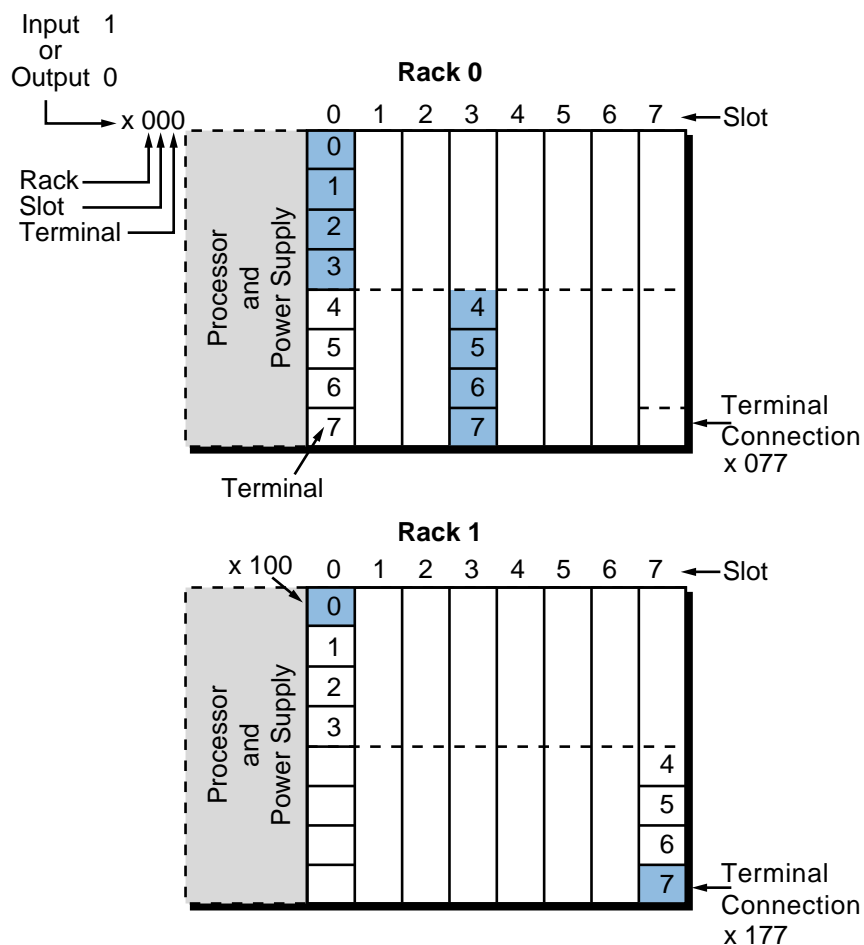 Input 1
or
Output 0
x 000
Rack
Slot
Terminal
Rack 0
0 1 2 3 4 5 6 7
Slot
Processor
and
Power Supply
0
1
2
3
4
5
6
7
4
5
6
7
Terminal
Terminal
Connection
x 077
Rack 1
x 100
0 1 2 3 4 5 6 7
Slot
Processor
and
Power Supply
0
1
2
3
4
5
6
7
Terminal
Connection
x 177